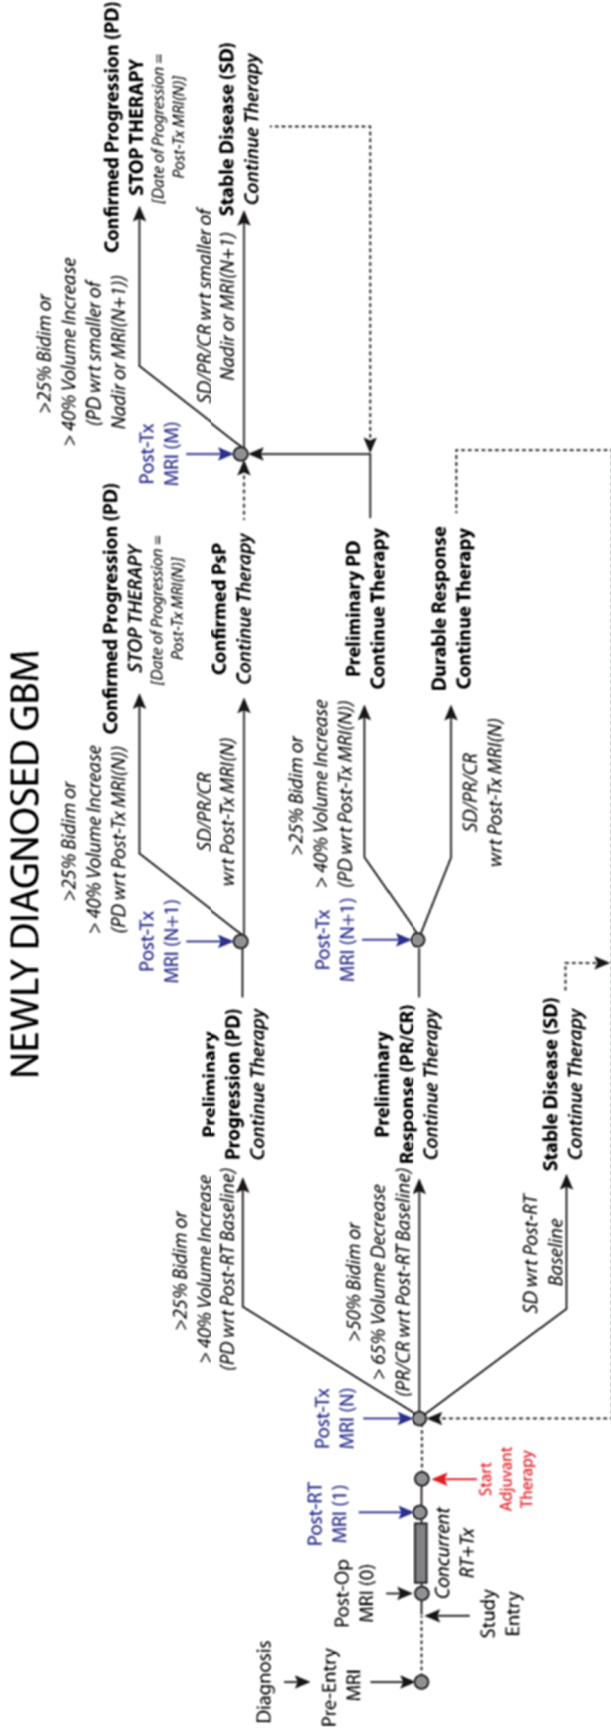 NEWLY DIAGNOSED GBM
Diagnosis
Pre-Entry
MRI
Study
Entry
Post-Op
MRI (0)
Concurrent
RT+Tx
Post-RT
MRI (1)
Start
Adjuvant
Therapy
Post-Tx
MRI (N)
>25% Bidim or
> 40% Volume Increase
(PD wrt Post-RT Baseline)
Preliminary
Progression (PD)
Continue Therapy
>50% Bidim or
> 65% Volume Decrease
(PR/CR wrt Post-RT Baseline)
Preliminary
Response (PR/CR)
Continue Therapy
SD wrt Post-RT
Baseline
Stable Disease (SD)
Continue Therapy
Post-Tx
MRI (N+1)
>25% Bidim or
> 40% Volume Increase
(PD wrt Post-Tx MRI(N))
Confirmed Progression (PD)
STOP THERAPY
[Date of Progression =
Post-Tx MRI(N)]
SD/PR/CR
wrt Post-Tx MRI(N)
Confirmed PsP
Continue Therapy
Post-Tx
MRI (N+1)
>25% Bidim or
> 40% Volume Increase
(PD wrt Post-Tx MRI(N))
Preliminary PD
Continue Therapy
SD/PR/CR
wrt Post-Tx MRI(N)
Durable Response
Continue Therapy
Post-Tx
MRI (M)
>25% Bidim or
> 40% Volume Increase
(PD wrt smaller of
Nadir or MRI(N+1))
Confirmed Progression (PD)
STOP THERAPY
[Date of Progression =
Post-Tx MRI(N)]
SD/PR/CR wrt smaller of
Nadir or MRI(N+1)
Stable Disease (SD)
Continue Therapy